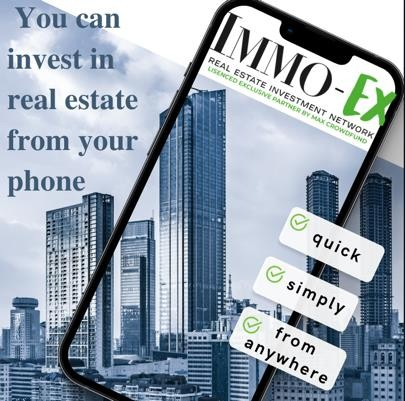 You can
invest in
real estate
from your
phone
IMMO-Ex
REAL ESTATE INVESTMENT NETWORK
LISENCED EXCLUSIVE PARTNER BY MAX CROWDFUND
quick
simply
from
anywhere